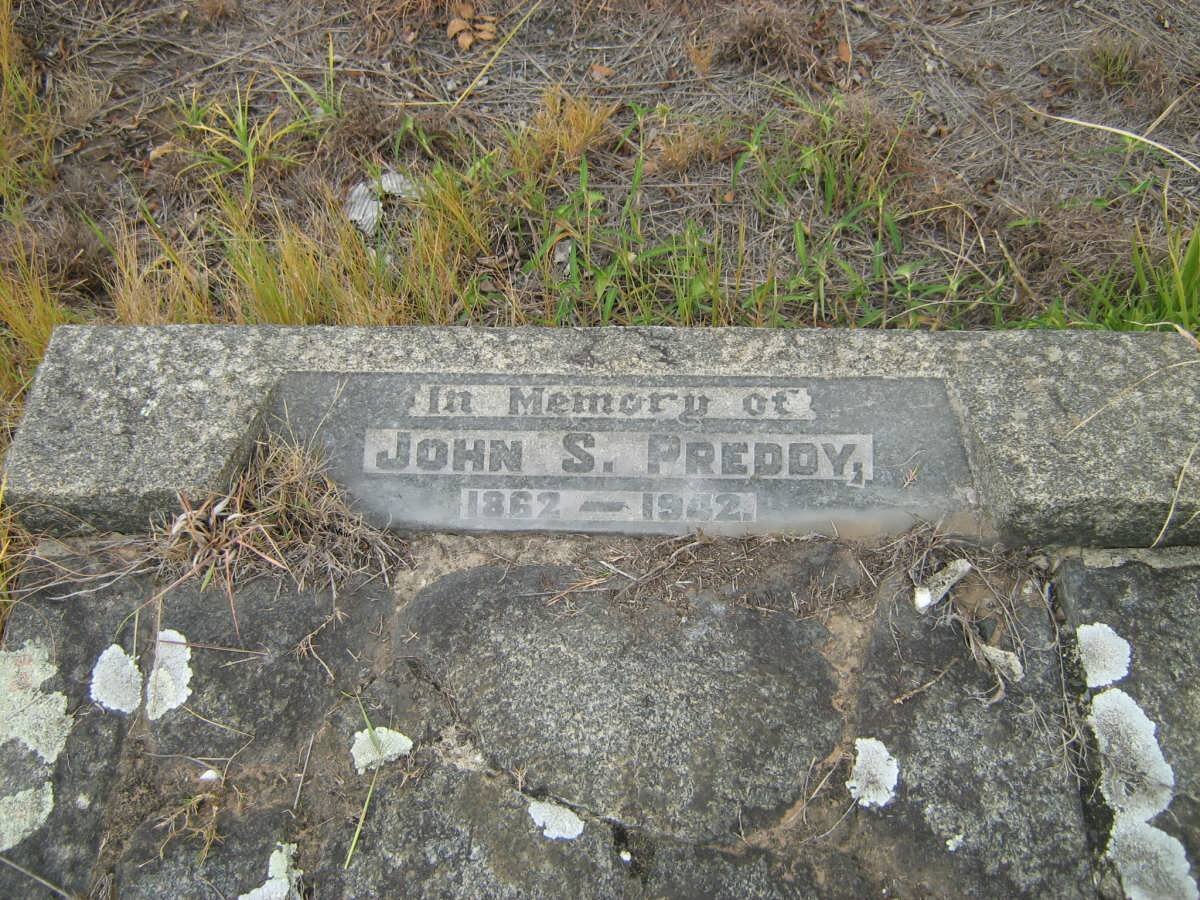 In Memory of
JOHN S. PREDDY,
1862 — 1942.